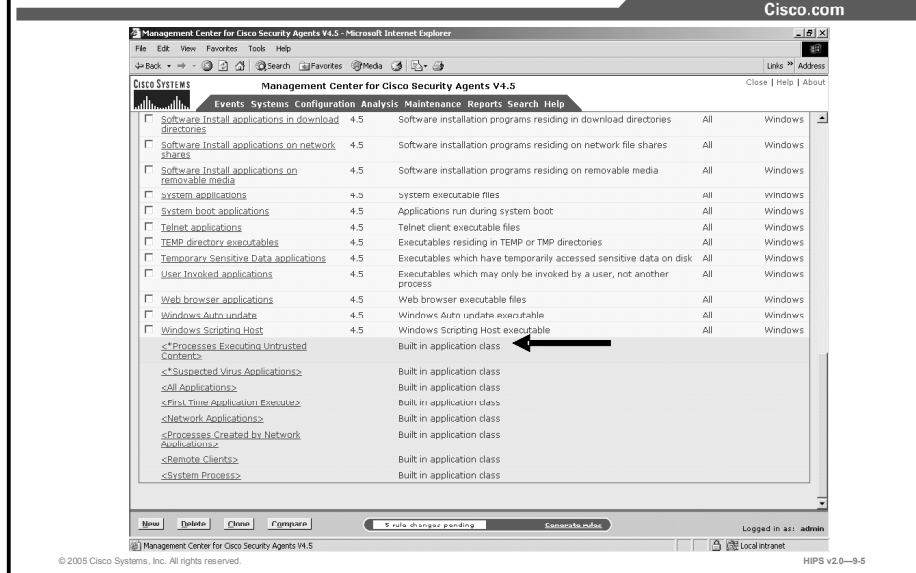 Cisco.com
Management Center for Cisco Security Agents V4.5 - Microsoft Internet Explorer
File Edit View Favorites Tools Help
Back Search Favorites Media Links » Address
CISCO SYSTEMS Management Center for Cisco Security Agents V4.5 Close | Help | About
Events Systems Configuration Analysis Maintenance Reports Search Help
Software Install applications in download 4.5 Software installation programs residing in download directories All Windows
directories
Software Install applications on network 4.5 Software installation programs residing on network file shares All Windows
shares
Software Install applications on 4.5 Software installation programs residing on removable media All Windows
removable media
System applications 4.5 System executable files All Windows
System boot applications 4.5 Applications run during system boot All Windows
Telnet applications 4.5 Telnet client executable files All Windows
TEMP directory executables 4.5 Executables residing in TEMP or TMP directories All Windows
Temporary Sensitive Data applications 4.5 Executables which have temporarily accessed sensitive data on disk All Windows
User Invoked applications 4.5 Executables which may only be invoked by a user, not another All Windows
process
Web browser applications 4.5 Web browser executable files All Windows
Windows Auto update 4.5 Windows Auto update executable All Windows
Windows Scripting Host 4.5 Windows Scripting Host executable All Windows
<*Processes Executing Untrusted Built in application class
Content>
<*Suspected Virus Applications> Built in application class
<All Applications> Built in application class
<First Time Application Execute> Built in application class
<Network Applications> Built in application class
<Processes Created by Network Built in application class
Applications>
<Remote Clients> Built in application class
<System Process> Built in application class
New Delete Clone Compare 5 rule changes pending Generate rules Logged in as: admin
Management Center for Cisco Security Agents V4.5 Local intranet
© 2005 Cisco Systems, Inc. All rights reserved. HIPS v2.0—9-5